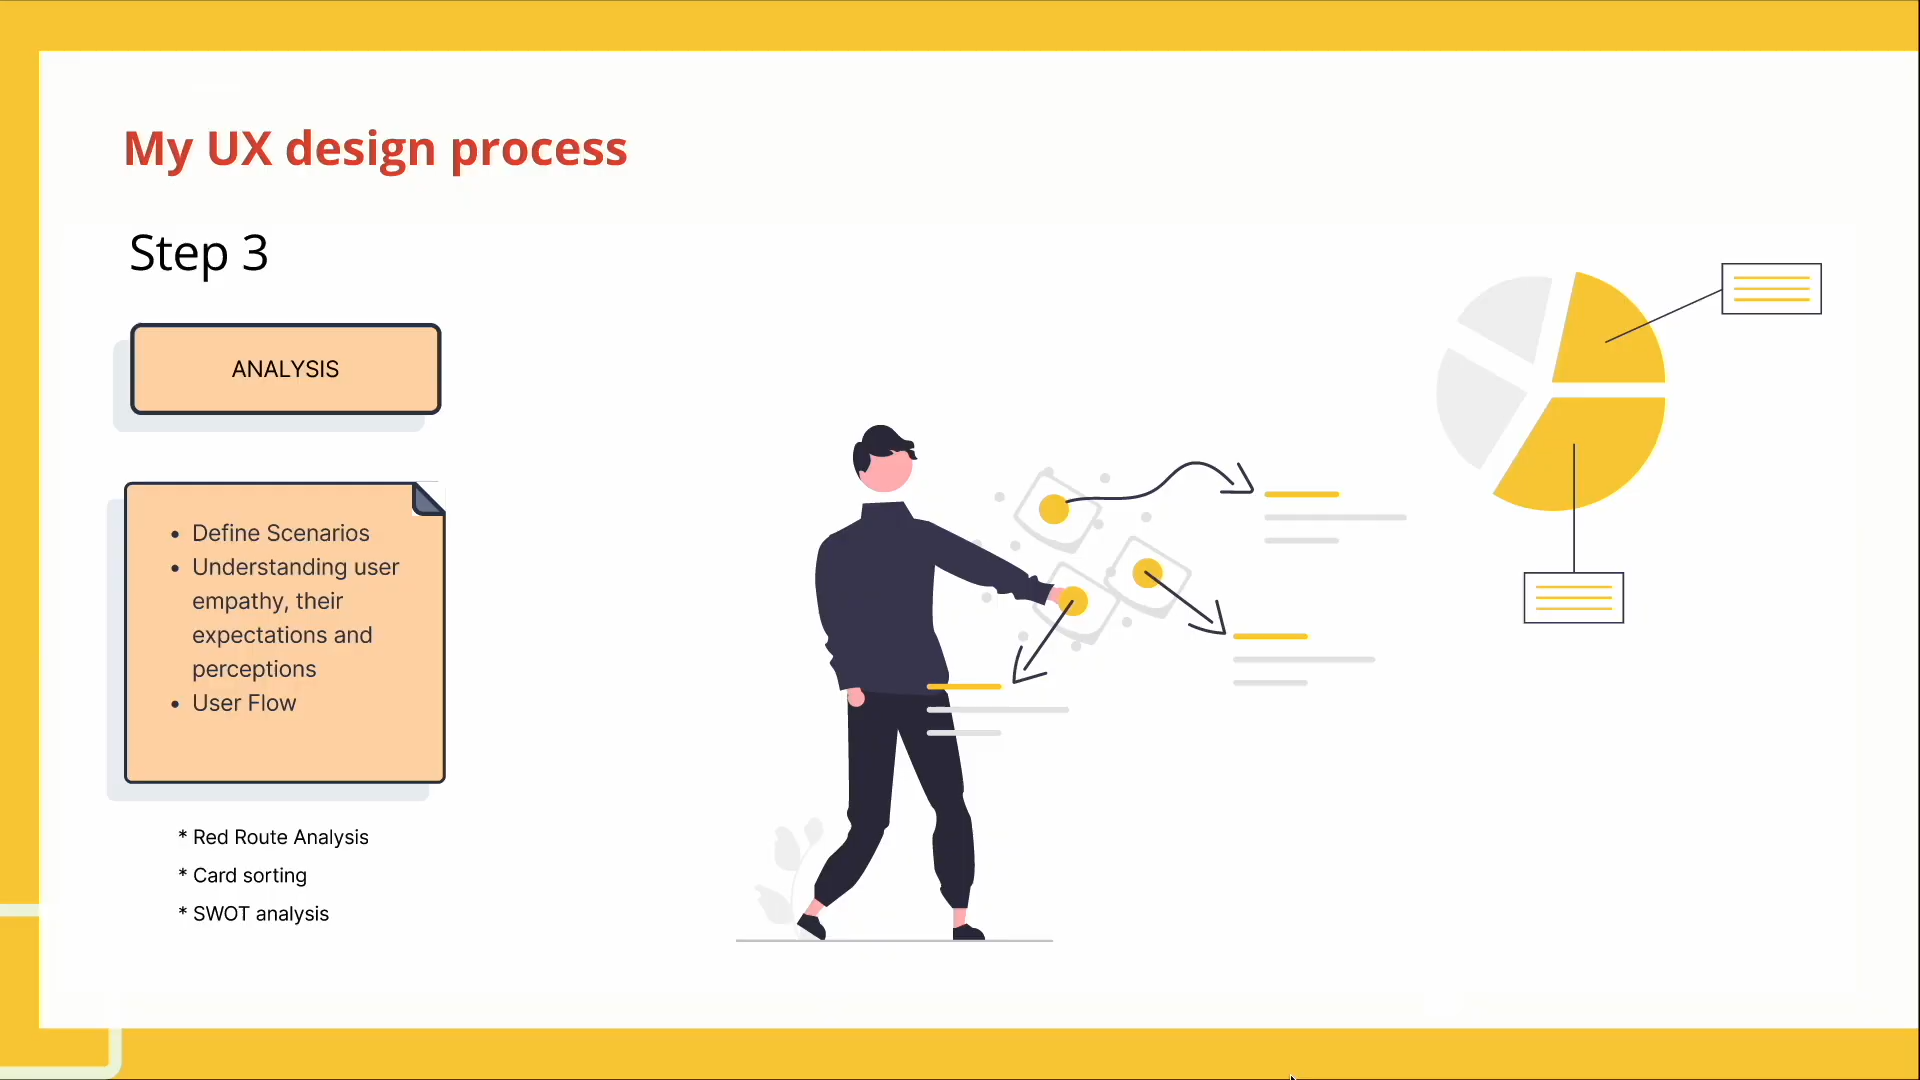 My UX design process
Step 3
ANALYSIS
• Define Scenarios
• Understanding user
empathy, their
expectations and
perceptions
• User Flow
* Red Route Analysis
* Card sorting
* SWOT analysis